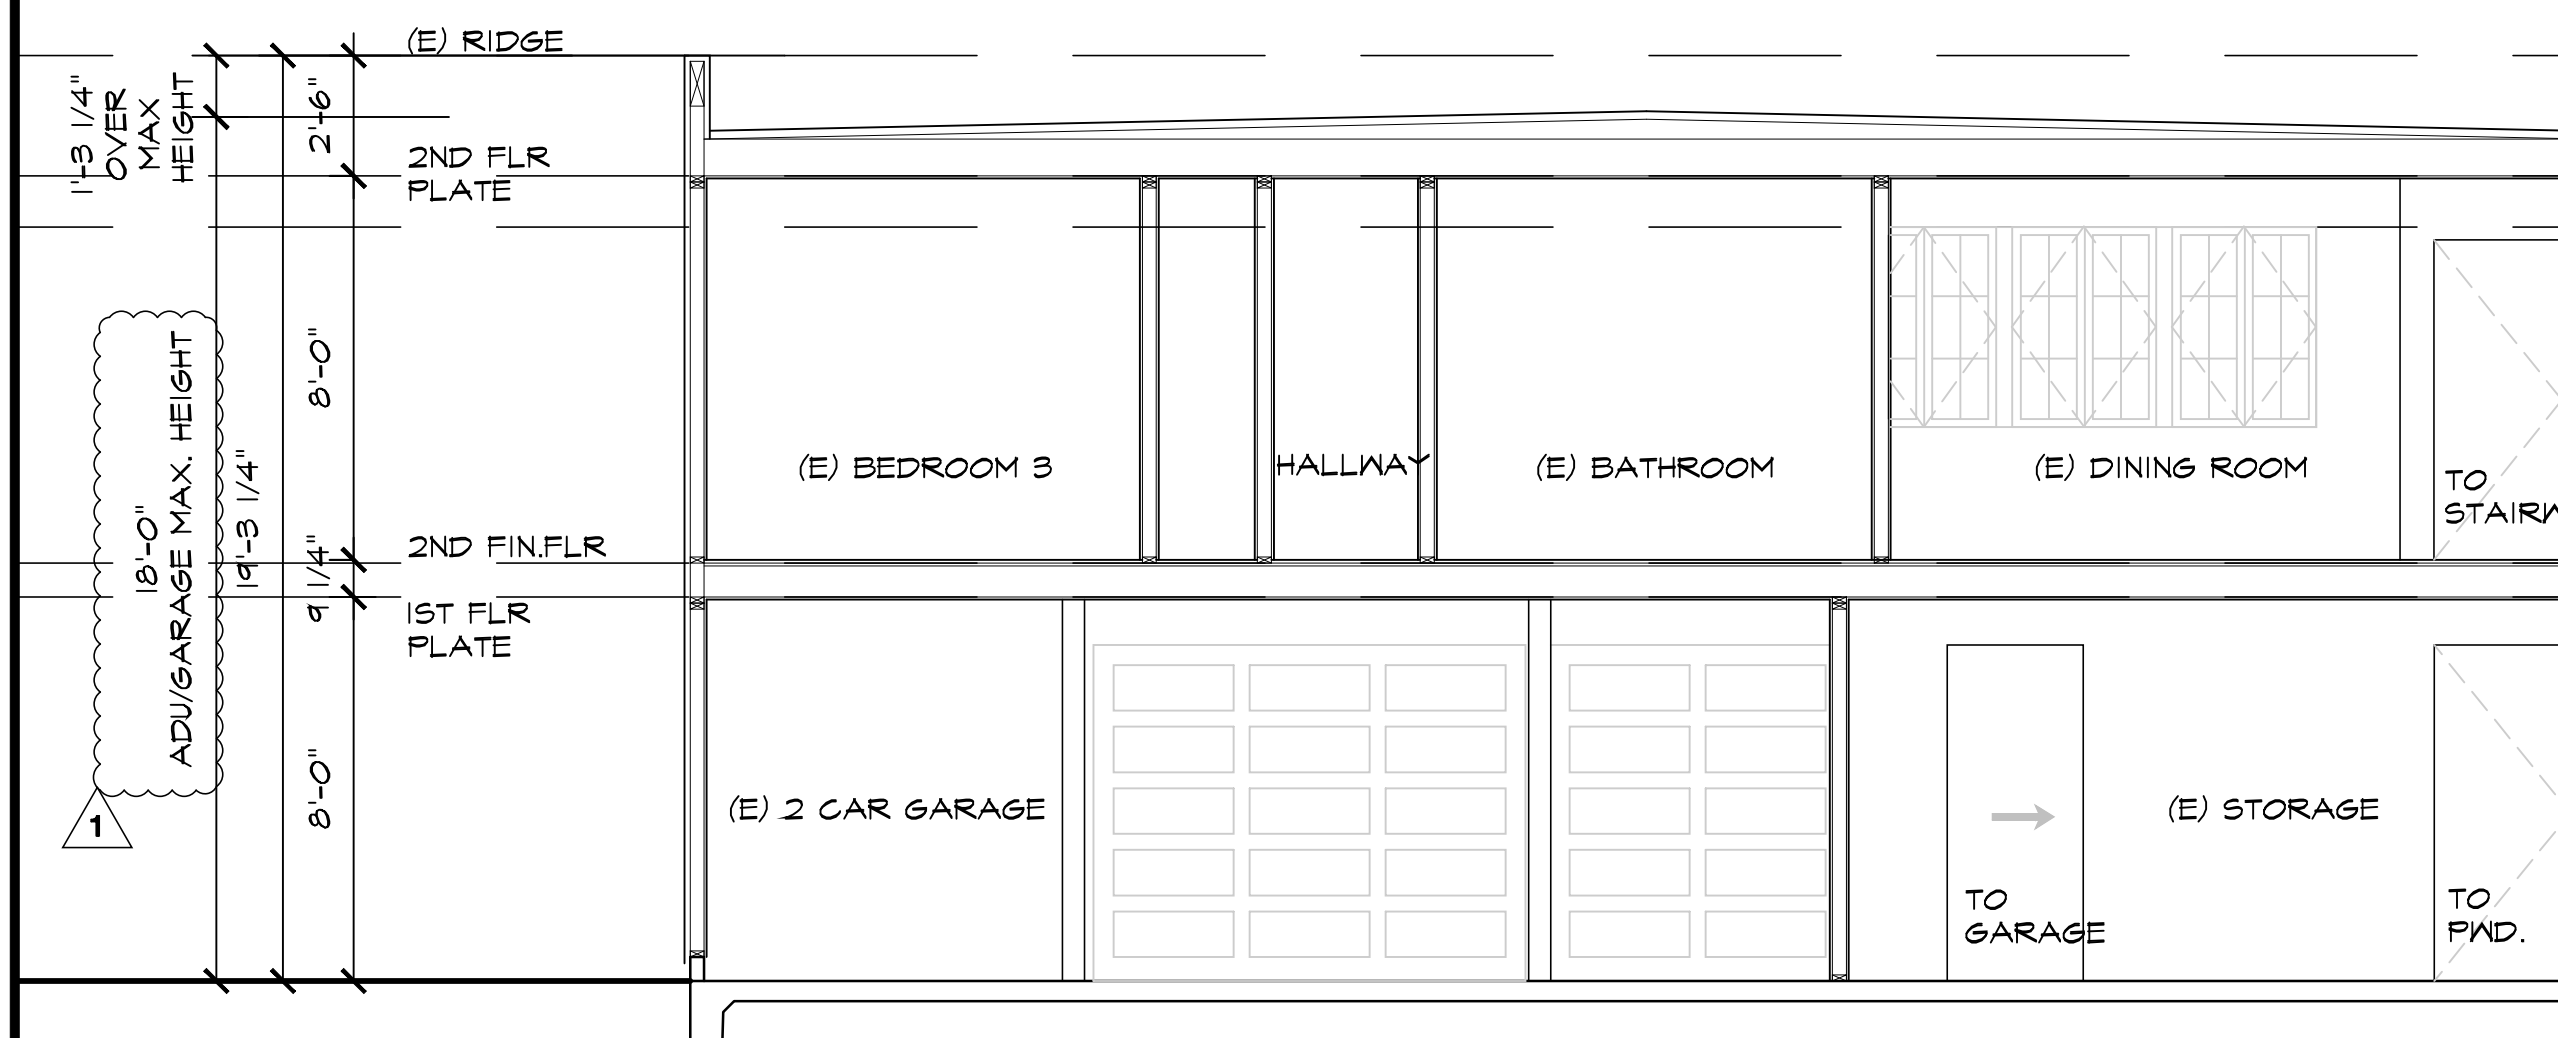 (E) RIDGE
1'-3 1/4"
OVER
MAX
HEIGHT
2'-6"
2ND FLR
PLATE
8'-0"
18'-0"
ADU/GARAGE MAX. HEIGHT
19'-3 1/4"
(E) BEDROOM 3
HALLWAY
(E) BATHROOM
(E) DINING ROOM
TO
STAIRW
2ND FIN.FLR
9 1/4"
1ST FLR
PLATE
8'-0"
1
(E) 2 CAR GARAGE
(E) STORAGE
TO
GARAGE
TO
PWD.